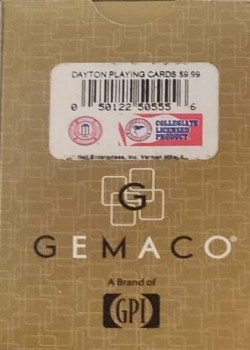 DAYTON PLAYING CARDS $9.99
0 50122 50555 6
COLLEGIATE
LICENSED
PRODUCT
G
GEMACO®
A Brand of
GPI